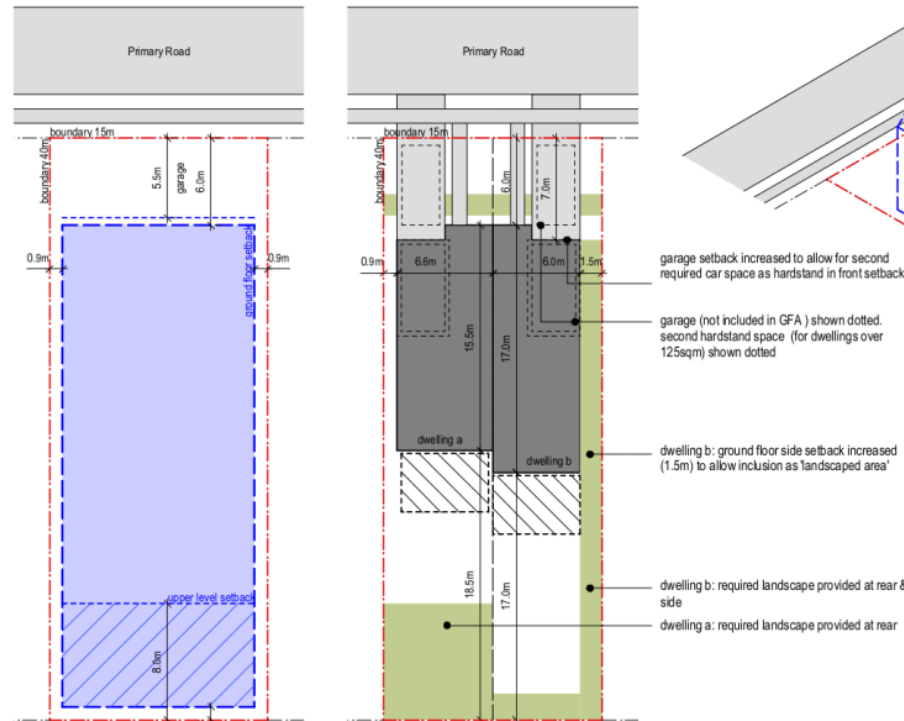 Primary Road
boundary 15m
boundary 40m
5.5m
garage
6.0m
0.9m
0.9m
ground floor setback
upper level setback
8.0m
Primary Road
boundary 15m
boundary 40m
6.0m
7.0m
0.9m
6.6m
6.0m
1.5m
15.5m
17.0m
dwelling a
dwelling b
18.5m
17.0m
garage setback increased to allow for second
required car space as hardstand in front setback
garage (not included in GFA ) shown dotted.
second hardstand space (for dwellings over
125sqm) shown dotted
dwelling b: ground floor side setback increased
(1.5m) to allow inclusion as 'landscaped area'
dwelling b: required landscape provided at rear &
side
dwelling a: required landscape provided at rear